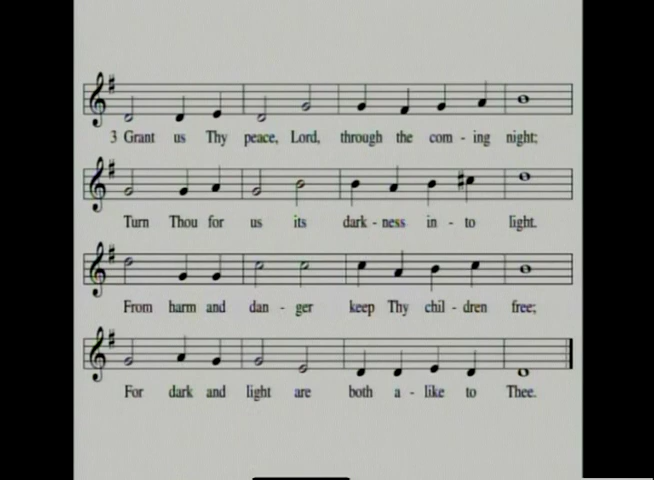 3 Grant us Thy peace, Lord, through the com - ing night;
Turn Thou for us its dark - ness in - to light.
From harm and dan - ger keep Thy chil - dren free;
For dark and light are both a - like to Thee.